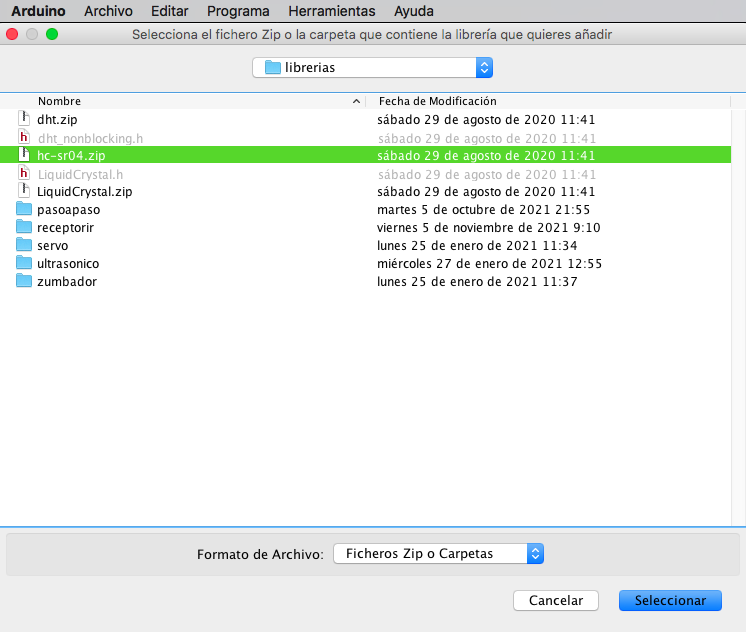 Arduino Archivo Editar Programa Herramientas Ayuda
Selecciona el fichero Zip o la carpeta que contiene la librería que quieres añadir
librerias
Nombre Fecha de Modificación
dht.zip sábado 29 de agosto de 2020 11:41
h dht_nonblocking.h sábado 29 de agosto de 2020 11:41
hc-sr04.zip sábado 29 de agosto de 2020 11:41
h LiquidCrystal.h sábado 29 de agosto de 2020 11:41
LiquidCrystal.zip sábado 29 de agosto de 2020 11:41
pasoapaso martes 5 de octubre de 2021 21:55
receptorir viernes 5 de noviembre de 2021 9:10
servo lunes 25 de enero de 2021 11:34
ultrasonico miércoles 27 de enero de 2021 12:55
zumbador lunes 25 de enero de 2021 11:37
Formato de Archivo: Ficheros Zip o Carpetas
Cancelar Seleccionar